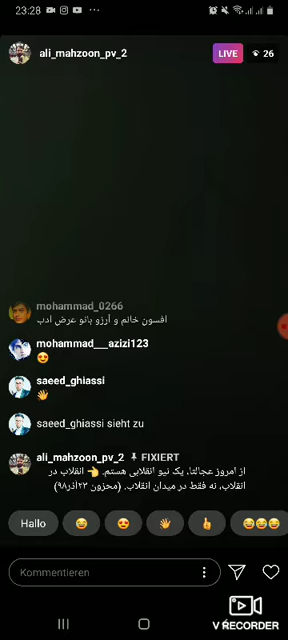 23:28
ali_mahzoon_pv_2
LIVE
26
mohammad_0266
افسون خانم و آرزو بانو عرض ادب
mohammad___azizi123
😍
saeed_ghiassi
👋
saeed_ghiassi sieht zu
ali_mahzoon_pv_2 FIXIERT
از امروز عجالتا، یک نیو انقلابی هستم. 👈 انقلاب در
انقلاب، نه فقط در میدان انقلاب. (محزون ۲۳آذر۹۸)
Hallo 😂 😍 👋 👍 😂😂😂
Kommentieren
V RECORDER